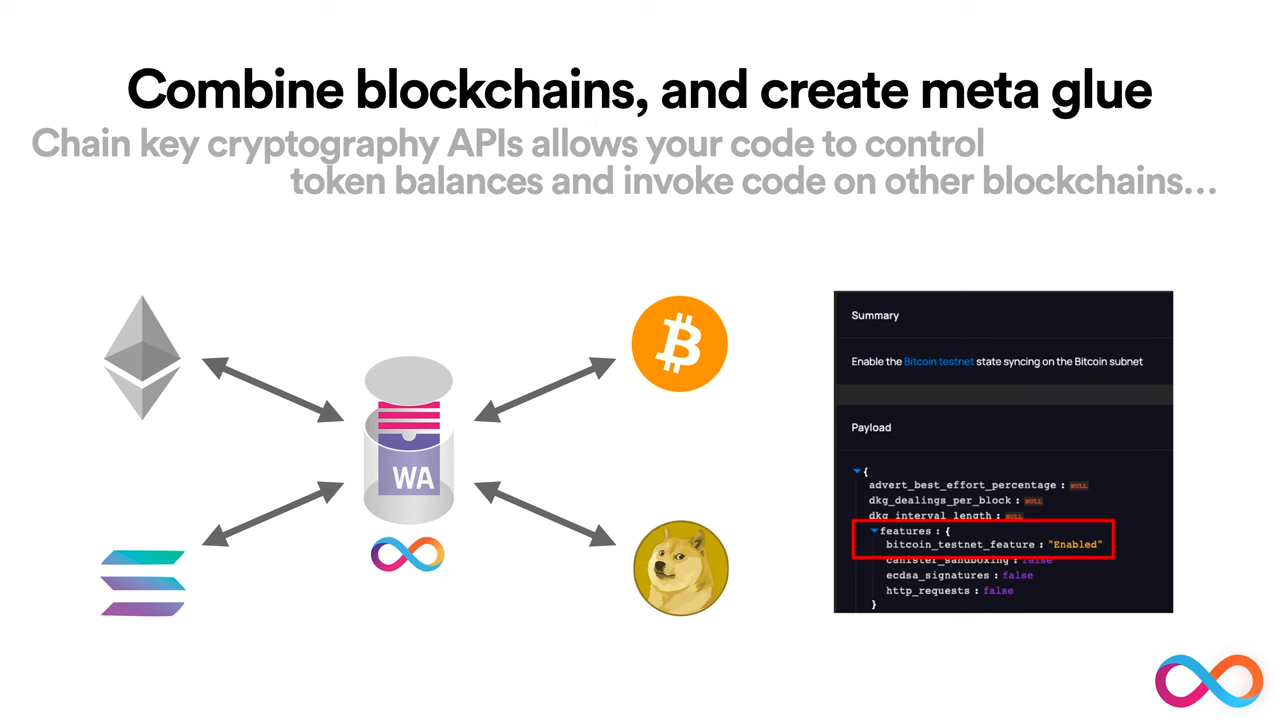 Combine blockchains, and create meta glue
Chain key cryptography APIs allows your code to control
token balances and invoke code on other blockchains…
WA
Summary
Enable the Bitcoin testnet state syncing on the Bitcoin subnet
Payload
{
advert_best_effort_percentage : NULL
dkg_dealings_per_block : NULL
dkg_interval_length : NULL
features : {
bitcoin_testnet_feature : "Enabled"
canister_sandboxing : false
ecdsa_signatures : false
http_requests : false
}